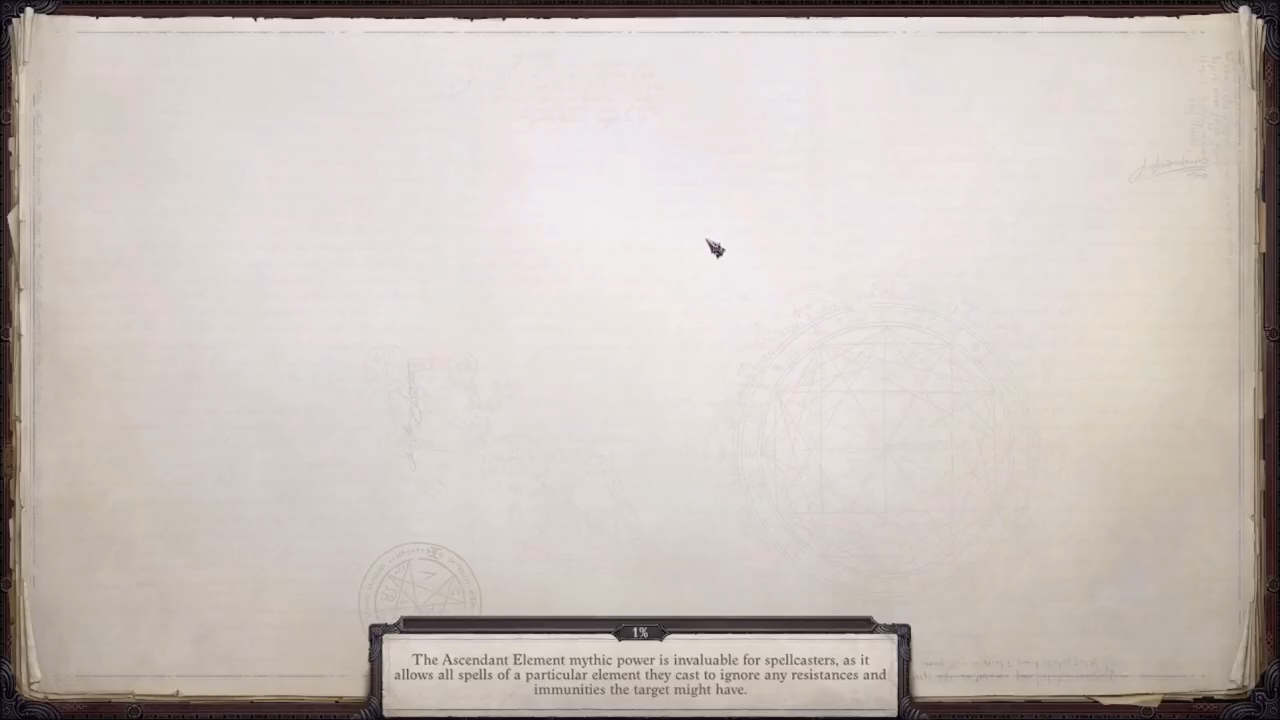 1%
The Ascendant Element mythic power is invaluable for spellcasters, as it
allows all spells of a particular element they cast to ignore any resistances and
immunities the target might have.